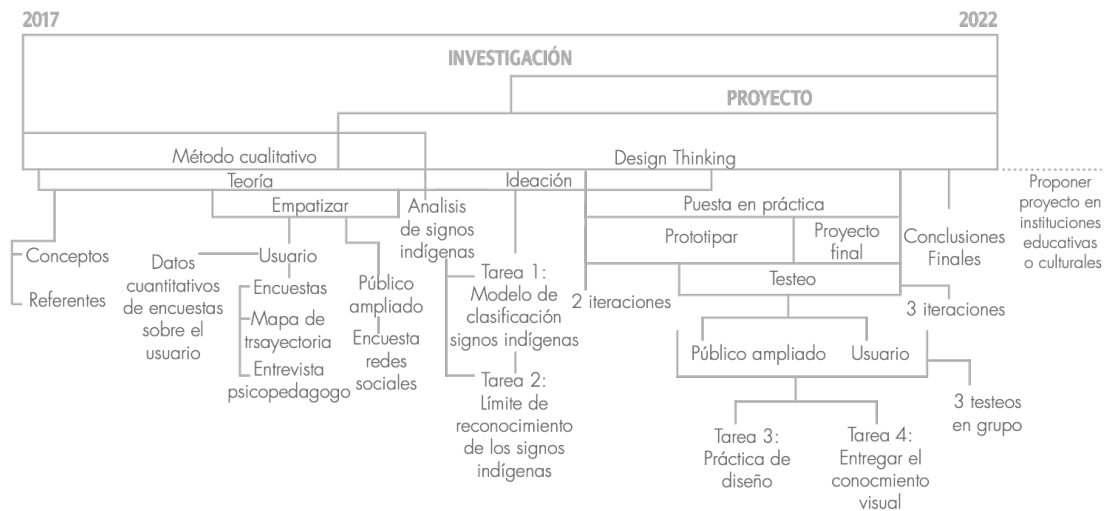 2017
2022
INVESTIGACIÓN
PROYECTO
Método cualitativo
Design Thinking
Teoría
Ideación
Empatizar
Conceptos
Referentes
Datos
cuantitativos
de encuestas
sobre el
usuario
Usuario
Encuestas
Mapa de
trsayectoria
Entrevista
psicopedagogo
Público
ampliado
Encuesta
redes
sociales
Analisis
de signos
indígenas
Tarea 1:
Modelo de
clasificación
signos indígenas
Tarea 2:
Límite de
reconocimiento
de los signos
indígenas
Puesta en práctica
Prototipar
Proyecto
final
Testeo
2 iteraciones
3 iteraciones
Público ampliado
Usuario
3 testeos
en grupo
Tarea 3:
Práctica de
diseño
Tarea 4:
Entregar el
conocmiento
visual
Conclusiones
Finales
Proponer
proyecto en
instituciones
educativas
o culturales